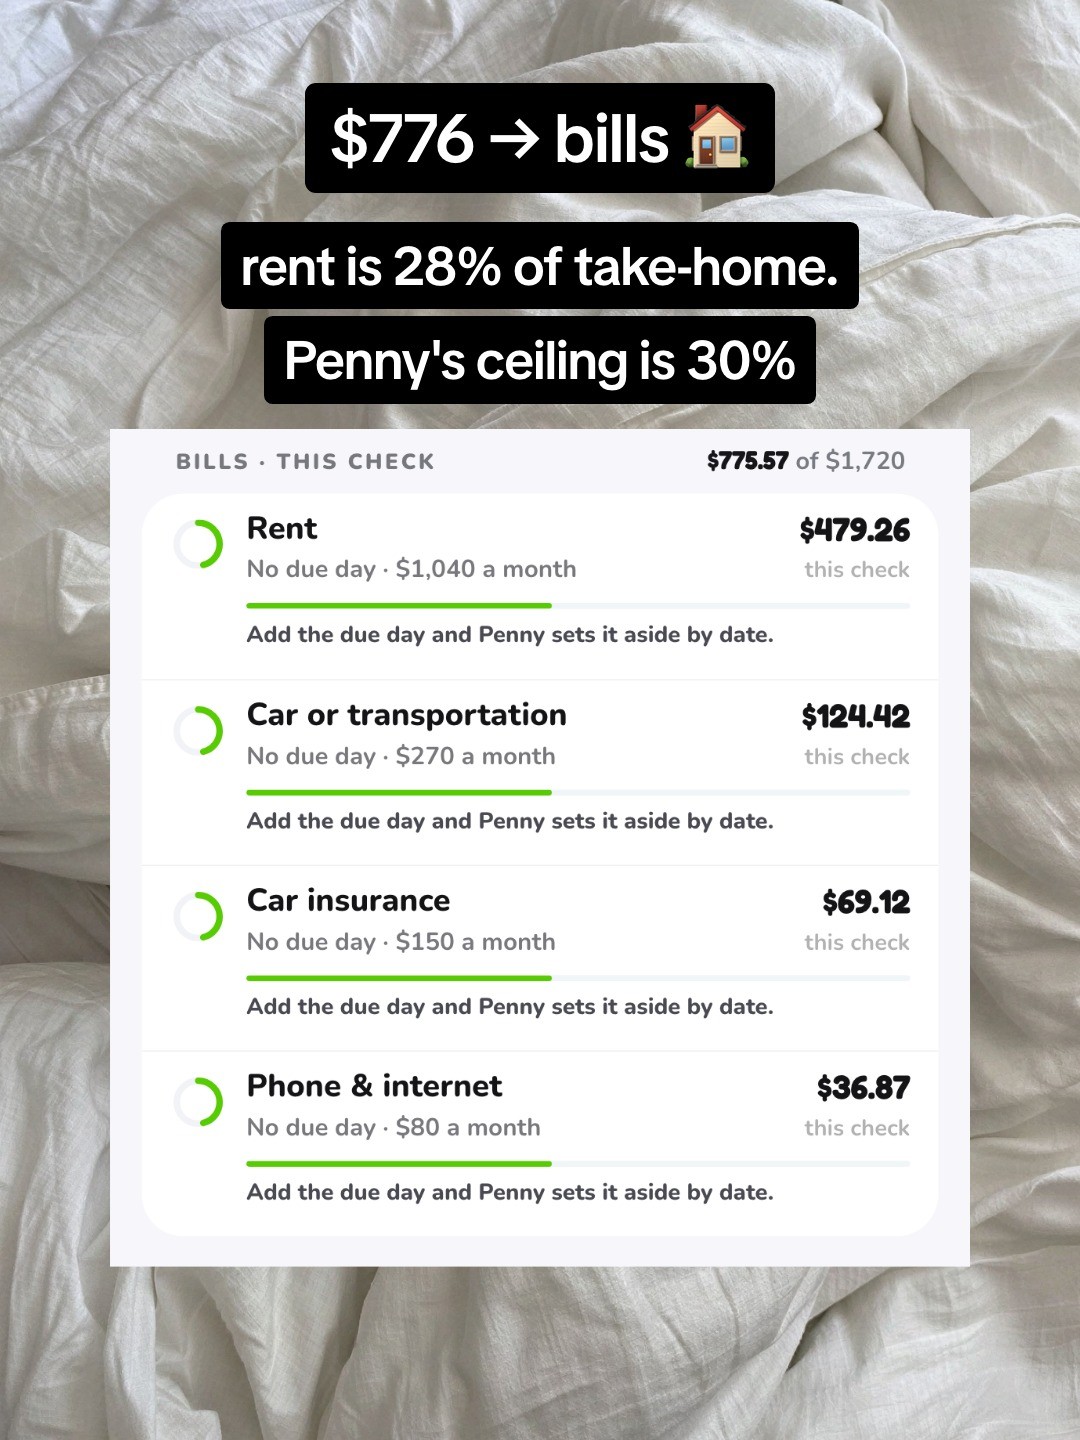 $776 → bills 🏠
rent is 28% of take-home.
Penny's ceiling is 30%
BILLS · THIS CHECK $775.57 of $1,720
Rent $479.26
No due day · $1,040 a month this check
Add the due day and Penny sets it aside by date.
Car or transportation $124.42
No due day · $270 a month this check
Add the due day and Penny sets it aside by date.
Car insurance $69.12
No due day · $150 a month this check
Add the due day and Penny sets it aside by date.
Phone & internet $36.87
No due day · $80 a month this check
Add the due day and Penny sets it aside by date.